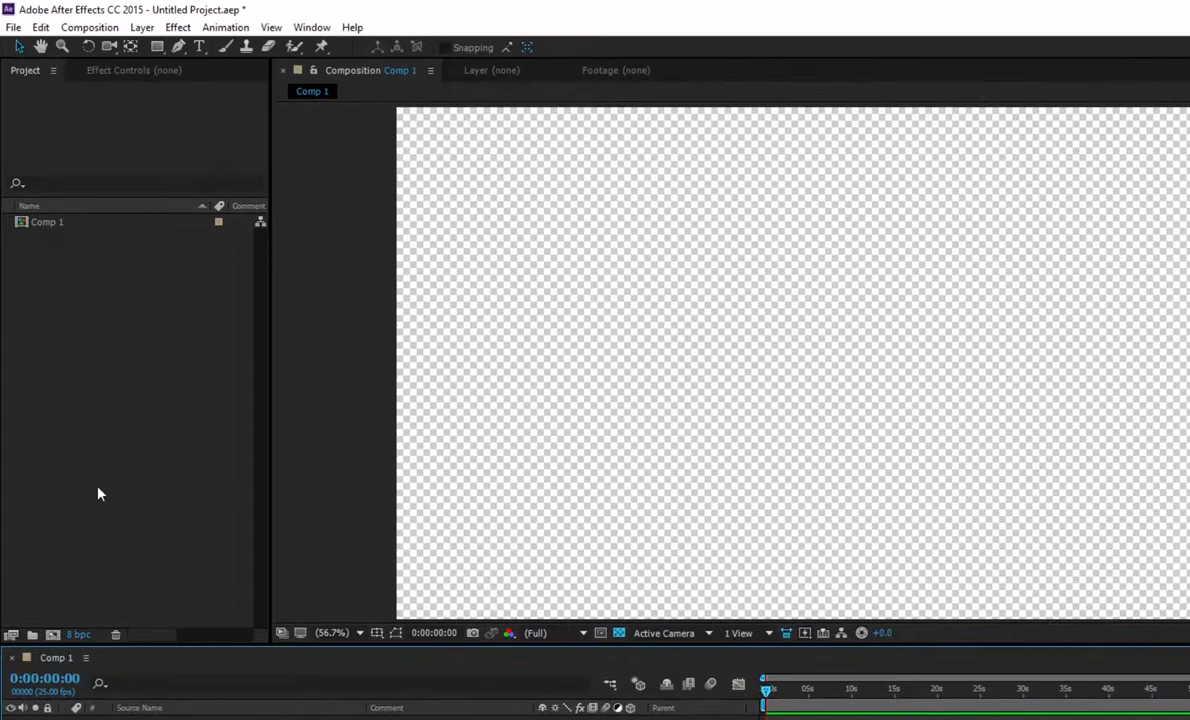 Adobe After Effects CC 2015 - Untitled Project.aep *
File Edit Composition Layer Effect Animation View Window Help
Snapping
Project Effect Controls (none) Composition Comp 1 Layer (none) Footage (none)
Comp 1
Name Comment
Comp 1
8 bpc (56.7%) 0:00:00:00 (Full) Active Camera 1 View +0.0
Comp 1
0:00:00:00
00000 (25.00 fps)
05s 10s 15s 20s 25s 30s 35s 40s 45s
# Source Name Comment Parent